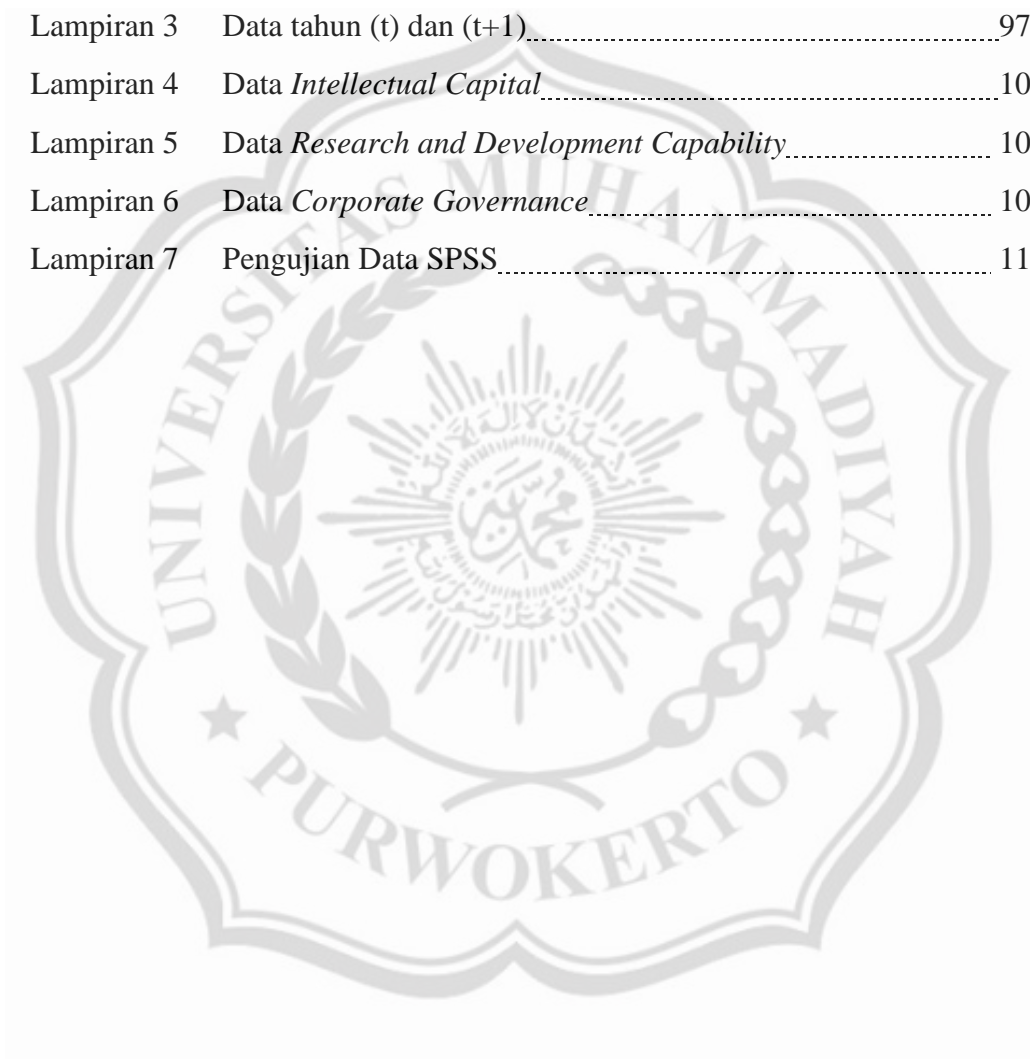 Lampiran 3 Data tahun (t) dan (t+1) 97
Lampiran 4 Data Intellectual Capital 10
Lampiran 5 Data Research and Development Capability 10
Lampiran 6 Data Corporate Governance 10
Lampiran 7 Pengujian Data SPSS 11
UNIVERSITAS MUHAMMADIYAH
★ PURWOKERTO ★